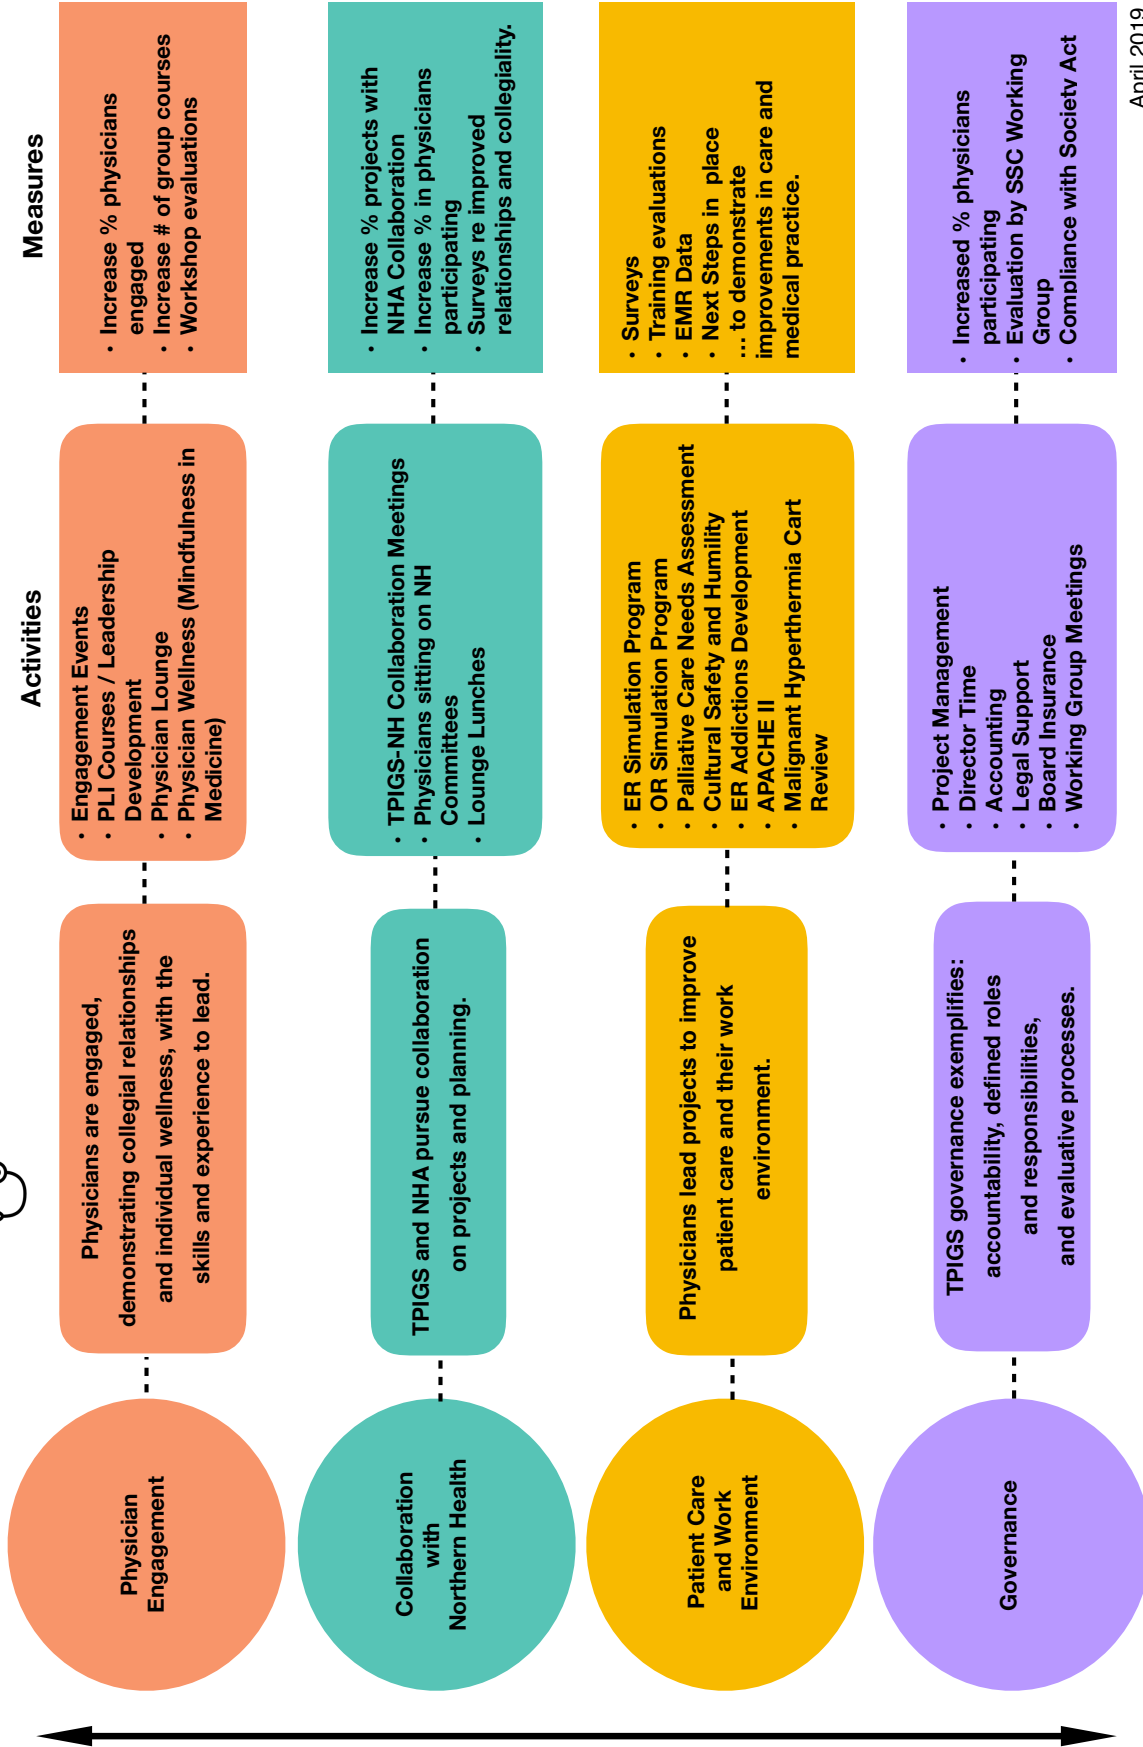 Activities
Measures
Physician
Engagement
Physicians are engaged,
demonstrating collegial relationships
and individual wellness, with the
skills and experience to lead.
• Engagement Events
• PLI Courses / Leadership
Development
• Physician Lounge
• Physician Wellness (Mindfulness in
Medicine)
• Increase % physicians
engaged
• Increase # of group courses
• Workshop evaluations
Collaboration
with
Northern Health
TPIGS and NHA pursue collaboration
on projects and planning.
• TPIGS-NH Collaboration Meetings
• Physicians sitting on NH
Committees
• Lounge Lunches
• Increase % projects with
NHA Collaboration
• Increase % in physicians
participating
• Surveys re improved
relationships and collegiality.
Patient Care
and Work
Environment
Physicians lead projects to improve
patient care and their work
environment.
• ER Simulation Program
• OR Simulation Program
• Palliative Care Needs Assessment
• Cultural Safety and Humility
• ER Addictions Development
• APACHE II
• Malignant Hyperthermia Cart
Review
• Surveys
• Training evaluations
• EMR Data
• Next Steps in place
... to demonstrate
improvements in care and
medical practice.
Governance
TPIGS governance exemplifies:
accountability, defined roles
and responsibilities,
and evaluative processes.
• Project Management
• Director Time
• Accounting
• Legal Support
• Board Insurance
• Working Group Meetings
• Increased % physicians
participating
• Evaluation by SSC Working
Group
• Compliance with Society Act
April 2019